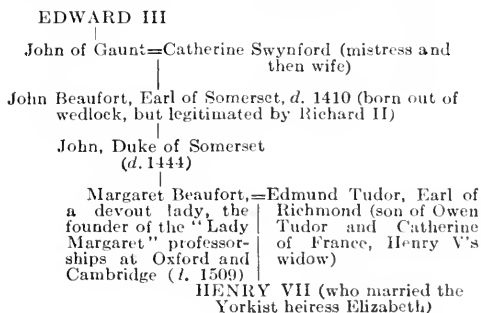 EDWARD III
John of Gaunt=Catherine Swynford (mistress and
then wife)
John Beaufort, Earl of Somerset, d. 1410 (born out of
wedlock, but legitimated by Richard II)
John, Duke of Somerset
(d. 1444)
Margaret Beaufort,=Edmund Tudor, Earl of
a devout lady, the Richmond (son of Owen
founder of the "Lady Tudor and Catherine
Margaret" professor- of France, Henry V's
ships at Oxford and widow)
Cambridge (l. 1509)
HENRY VII (who married the
Yorkist heiress Elizabeth)